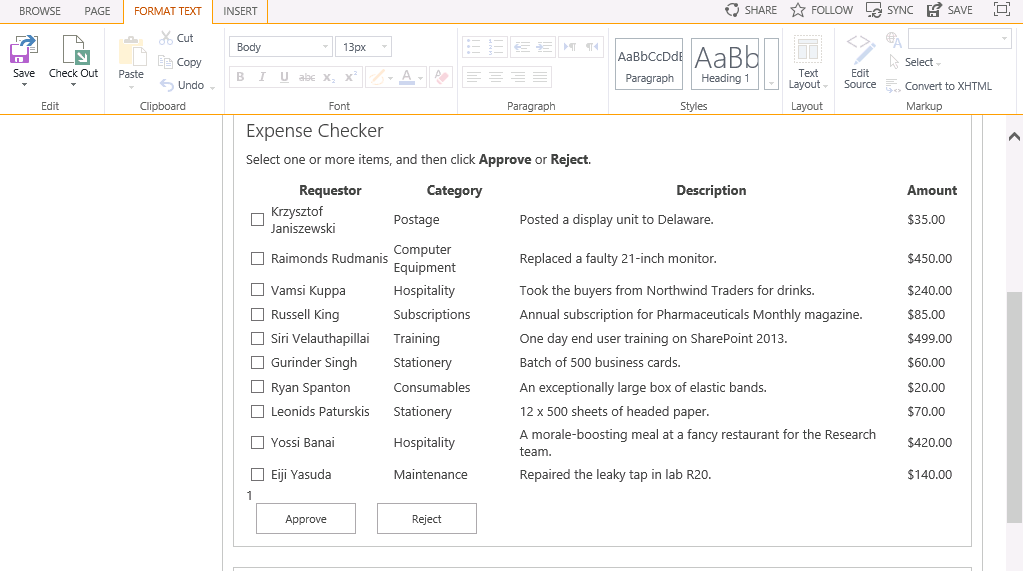 BROWSE PAGE FORMAT TEXT INSERT SHARE FOLLOW SYNC SAVE
Save
Check Out
Edit
Paste
Cut
Copy
Undo
Clipboard
Body 13px
B I U abc x₂ x² A
Font
Paragraph
AaBbCcDdE
Paragraph
AaBb
Heading 1
Styles
Text
Layout
Layout
Edit
Source
Select
Convert to XHTML
Markup
Expense Checker
Select one or more items, and then click Approve or Reject.
Requestor Category Description Amount
Krzysztof
Janiszewski Postage Posted a display unit to Delaware. $35.00
Raimonds Rudmanis Computer
Equipment Replaced a faulty 21-inch monitor. $450.00
Vamsi Kuppa Hospitality Took the buyers from Northwind Traders for drinks. $240.00
Russell King Subscriptions Annual subscription for Pharmaceuticals Monthly magazine. $85.00
Siri Velauthapillai Training One day end user training on SharePoint 2013. $499.00
Gurinder Singh Stationery Batch of 500 business cards. $60.00
Ryan Spanton Consumables An exceptionally large box of elastic bands. $20.00
Leonids Paturskis Stationery 12 x 500 sheets of headed paper. $70.00
Yossi Banai Hospitality A morale-boosting meal at a fancy restaurant for the Research
team. $420.00
Eiji Yasuda Maintenance Repaired the leaky tap in lab R20. $140.00
1
Approve Reject